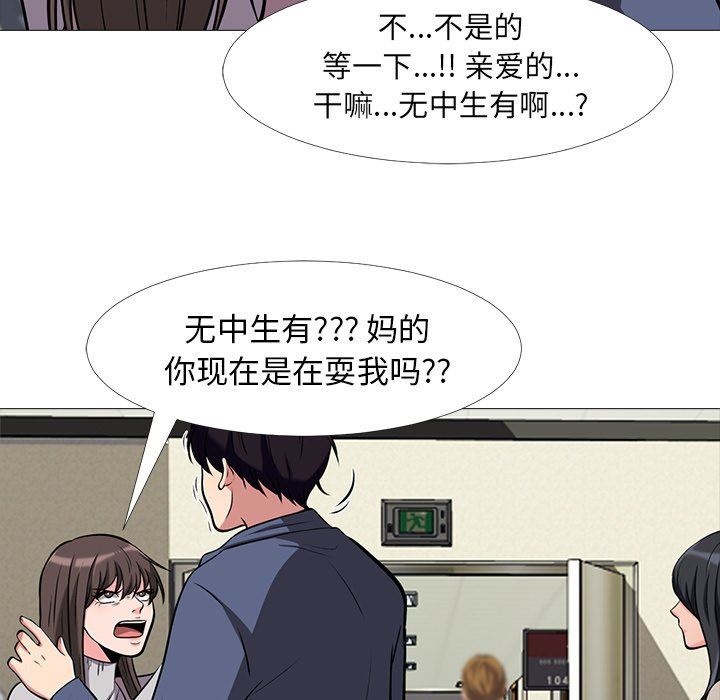 不...不是的
等一下...!! 亲爱的...
干嘛...无中生有啊...?
无中生有??? 妈的
你现在是在耍我吗??
104